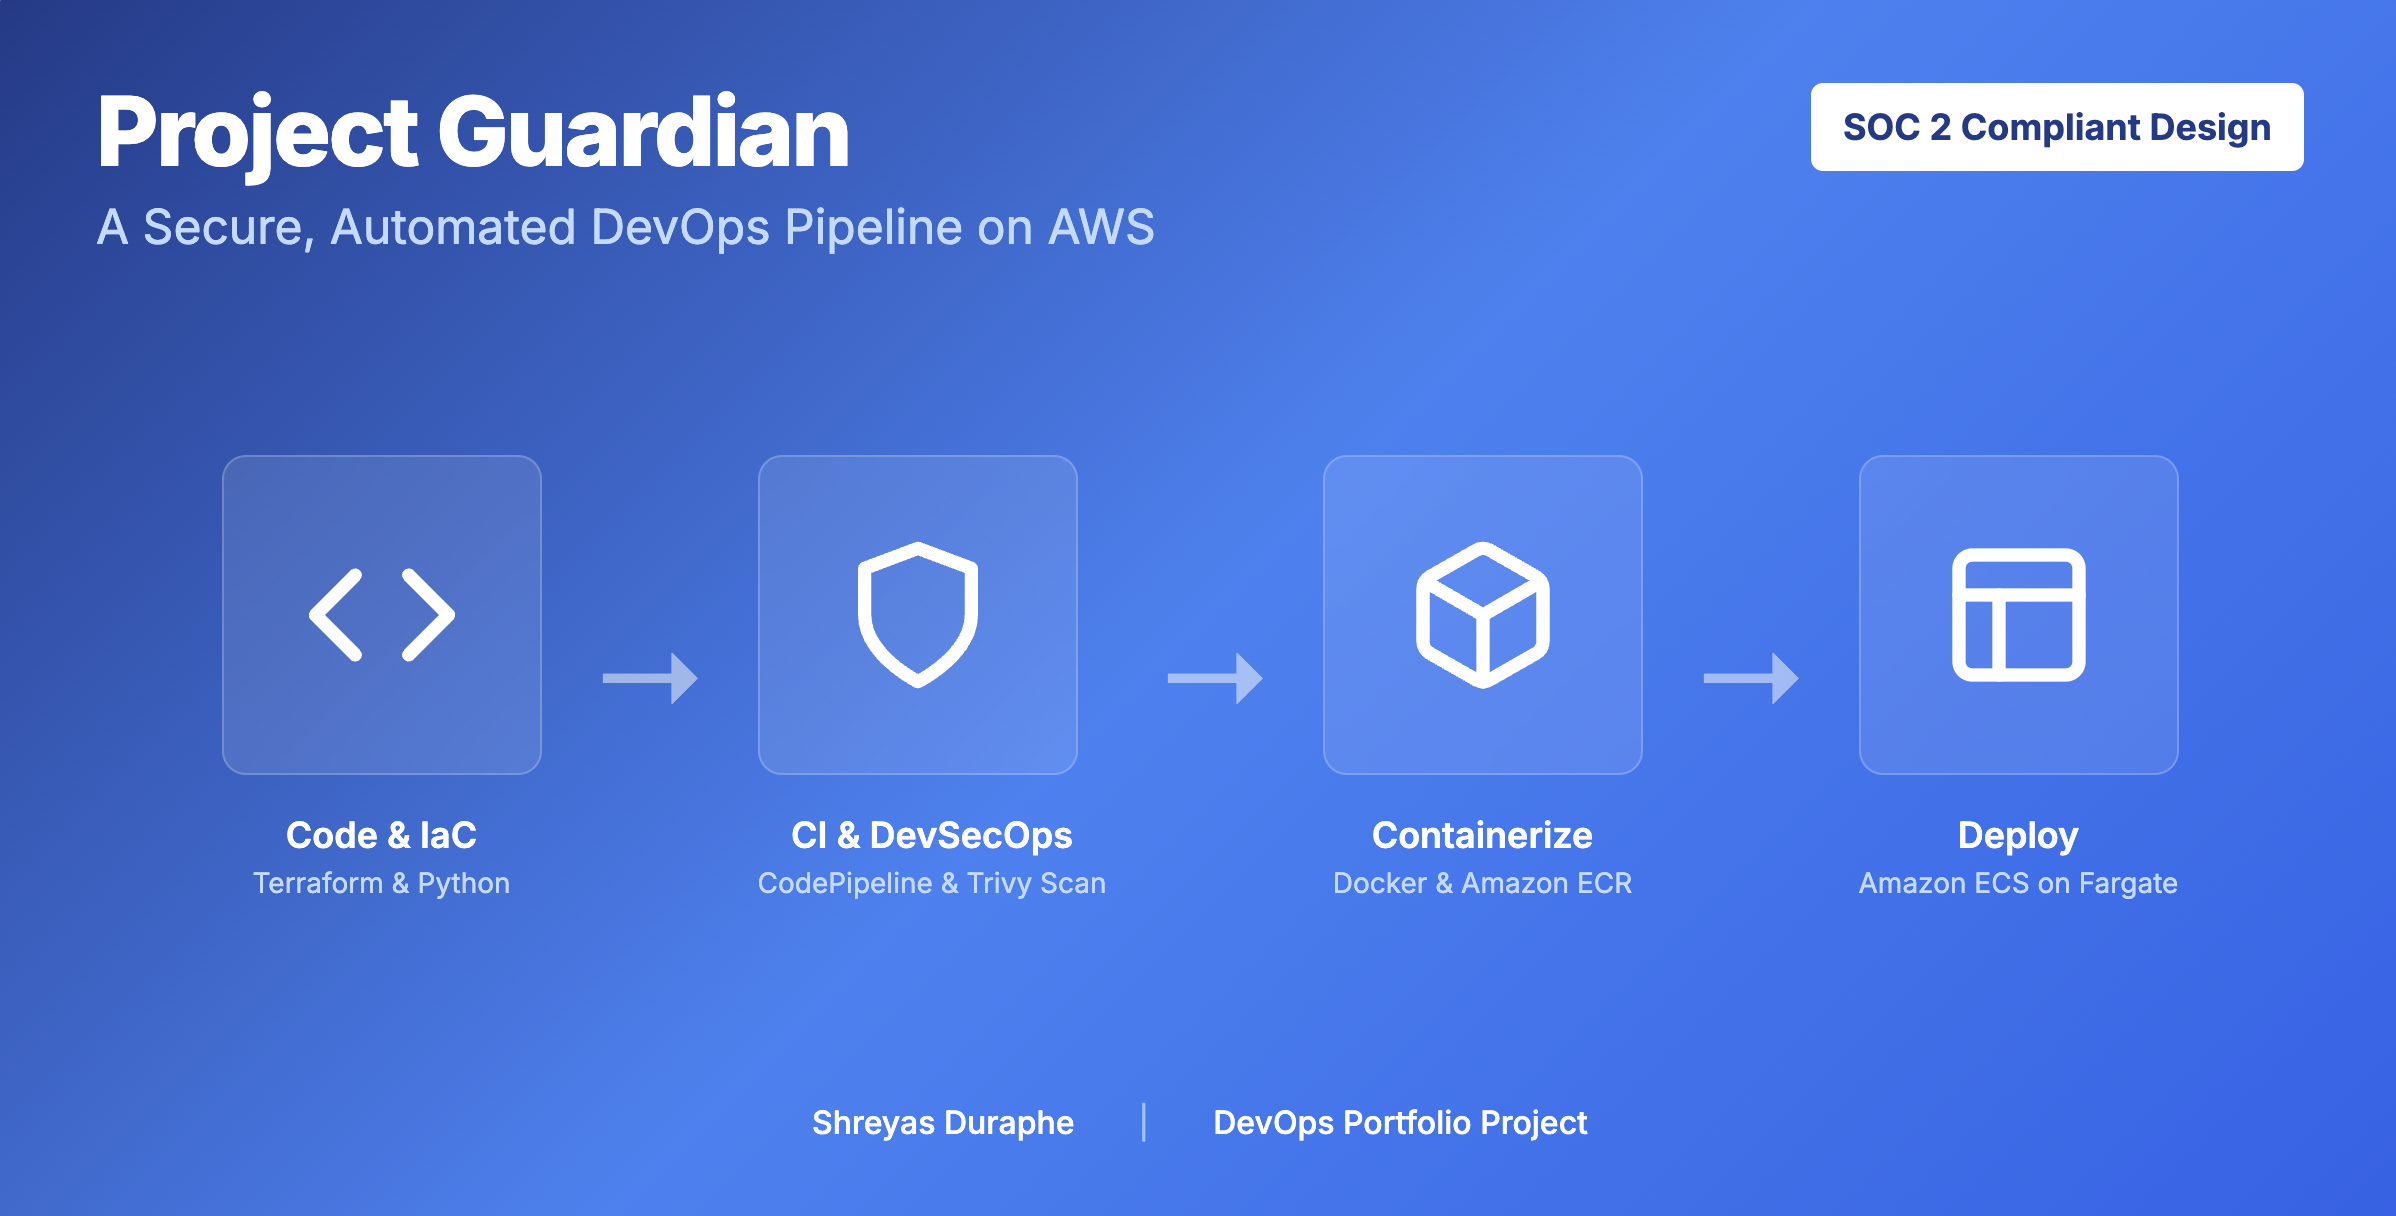 Project Guardian
SOC 2 Compliant Design
A Secure, Automated DevOps Pipeline on AWS
Code & IaC
Terraform & Python
CI & DevSecOps
CodePipeline & Trivy Scan
Containerize
Docker & Amazon ECR
Deploy
Amazon ECS on Fargate
Shreyas Duraphe | DevOps Portfolio Project